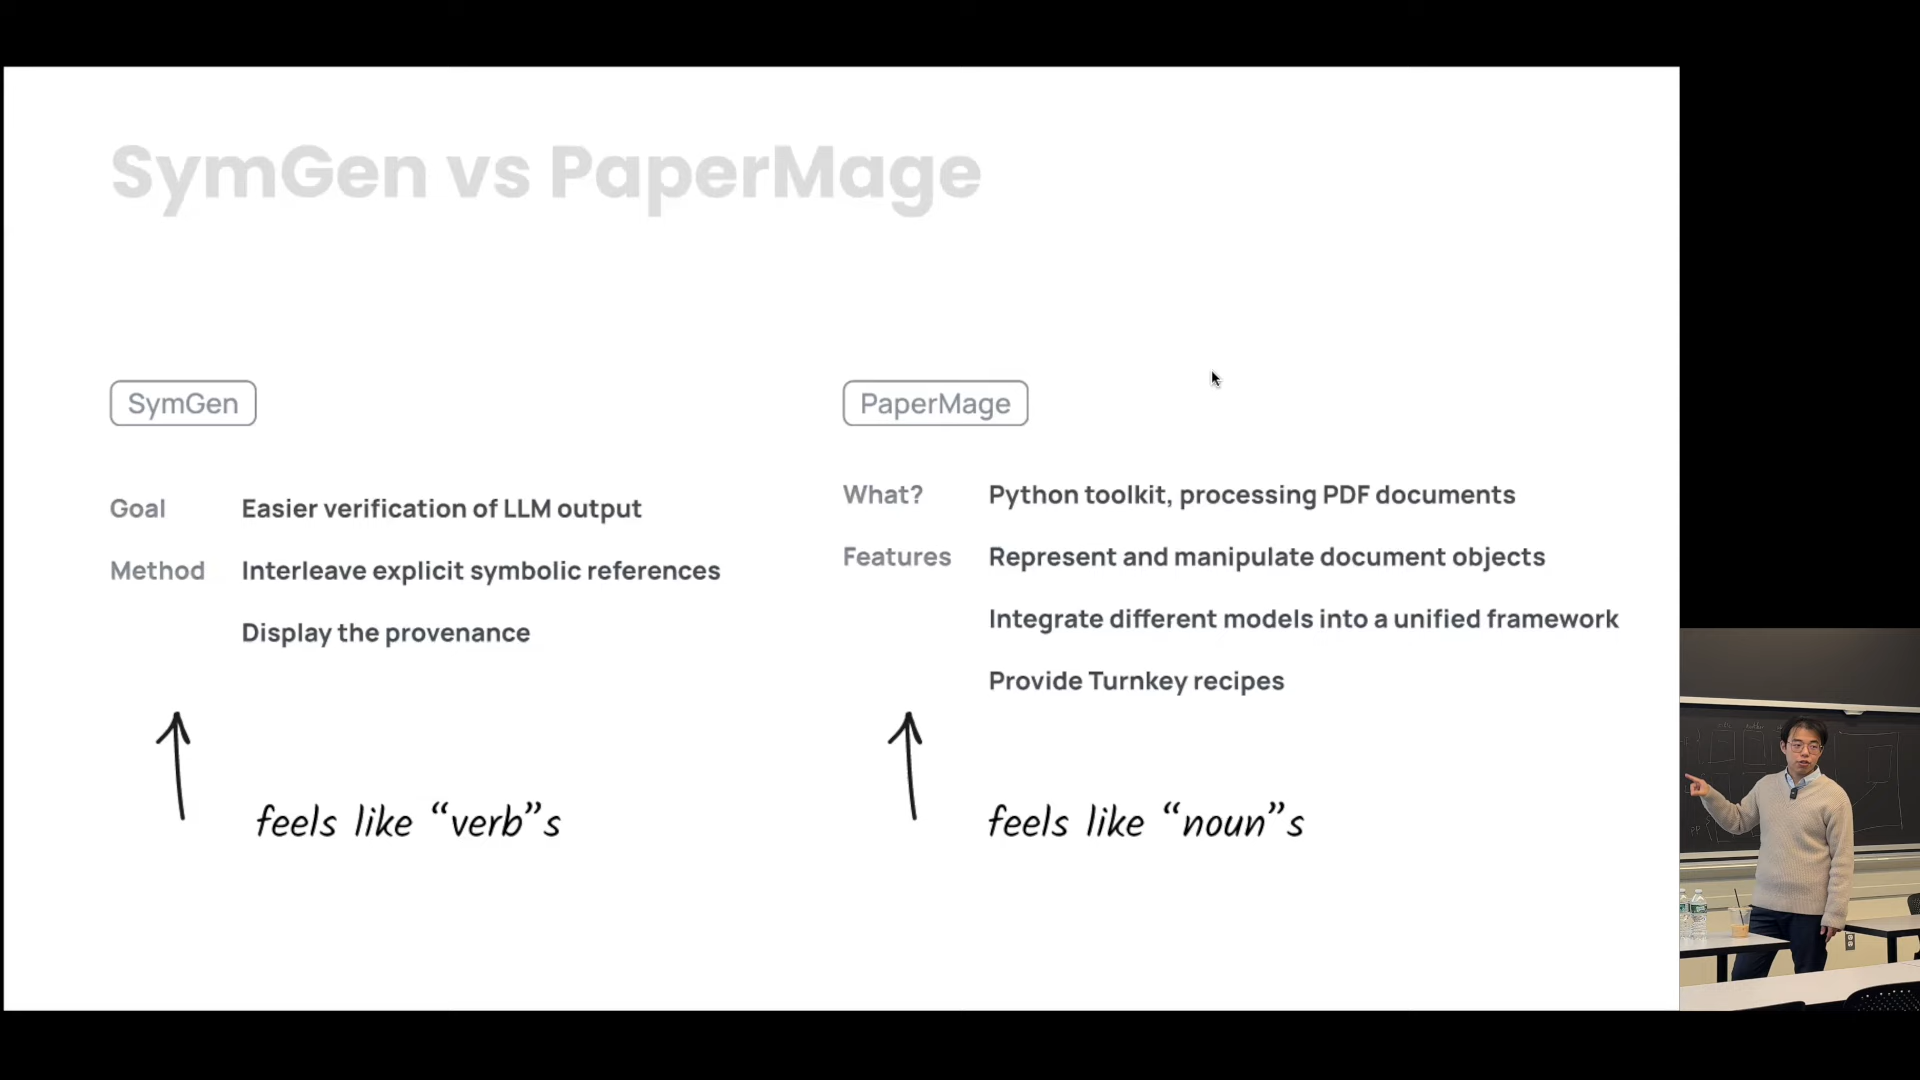 SymGen vs PaperMage
SymGen
Goal Easier verification of LLM output
Method Interleave explicit symbolic references
Display the provenance
feels like “verb”s
PaperMage
What? Python toolkit, processing PDF documents
Features Represent and manipulate document objects
Integrate different models into a unified framework
Provide Turnkey recipes
feels like “noun”s